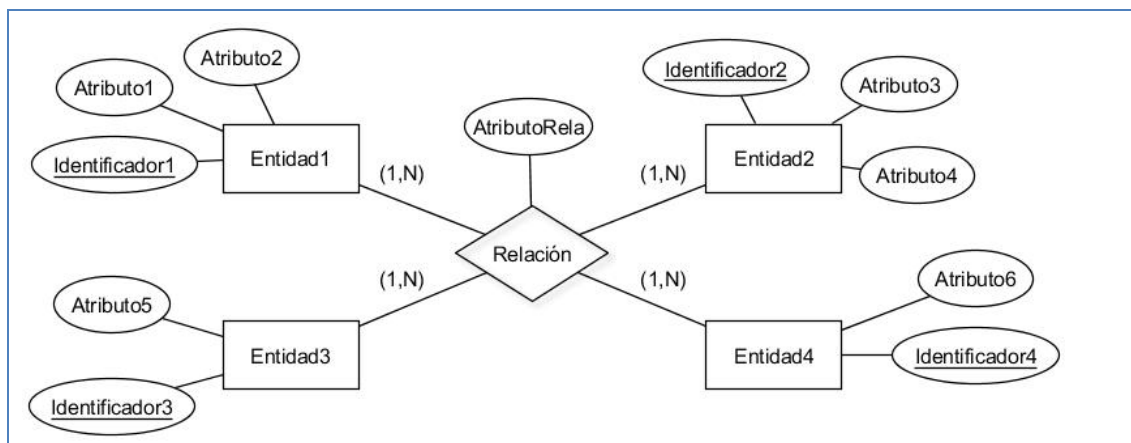 Atributo2
Identificador2
Atributo1
Atributo3
AtributoRela
Identificador1
Entidad1
Entidad2
(1,N)
(1,N)
Atributo4
Relación
(1,N)
(1,N)
Atributo6
Atributo5
Entidad3
Entidad4
Identificador4
Identificador3